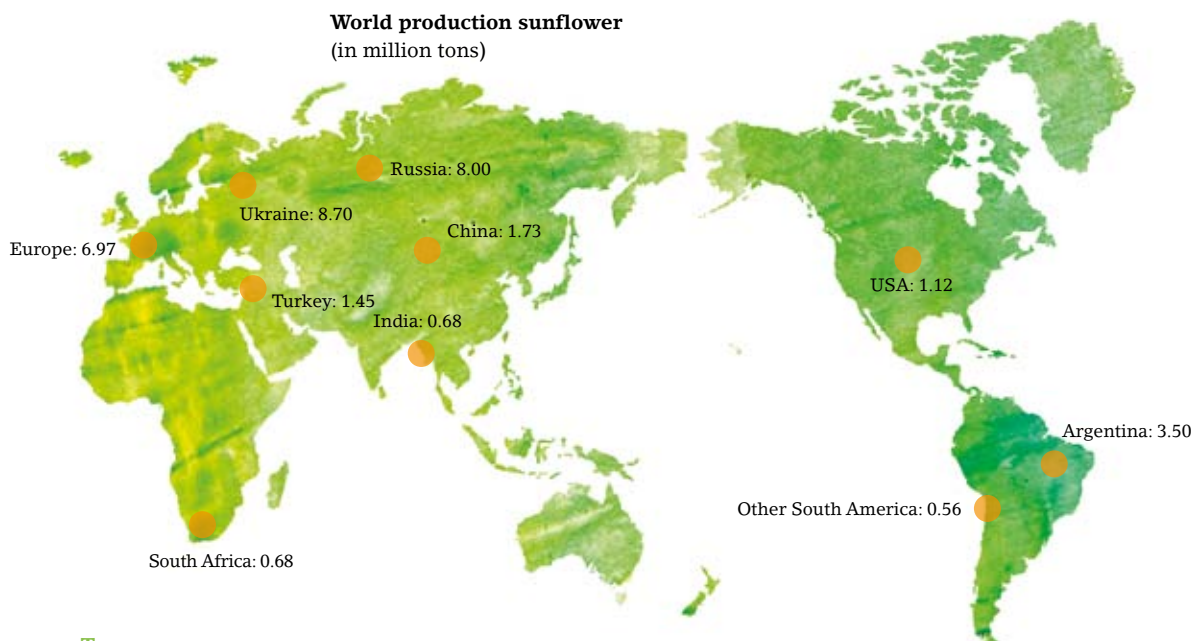 World production sunflower
(in million tons)
Russia: 8.00
Ukraine: 8.70
China: 1.73
Europe: 6.97
USA: 1.12
Turkey: 1.45
India: 0.68
Argentina: 3.50
Other South America: 0.56
South Africa: 0.68
T